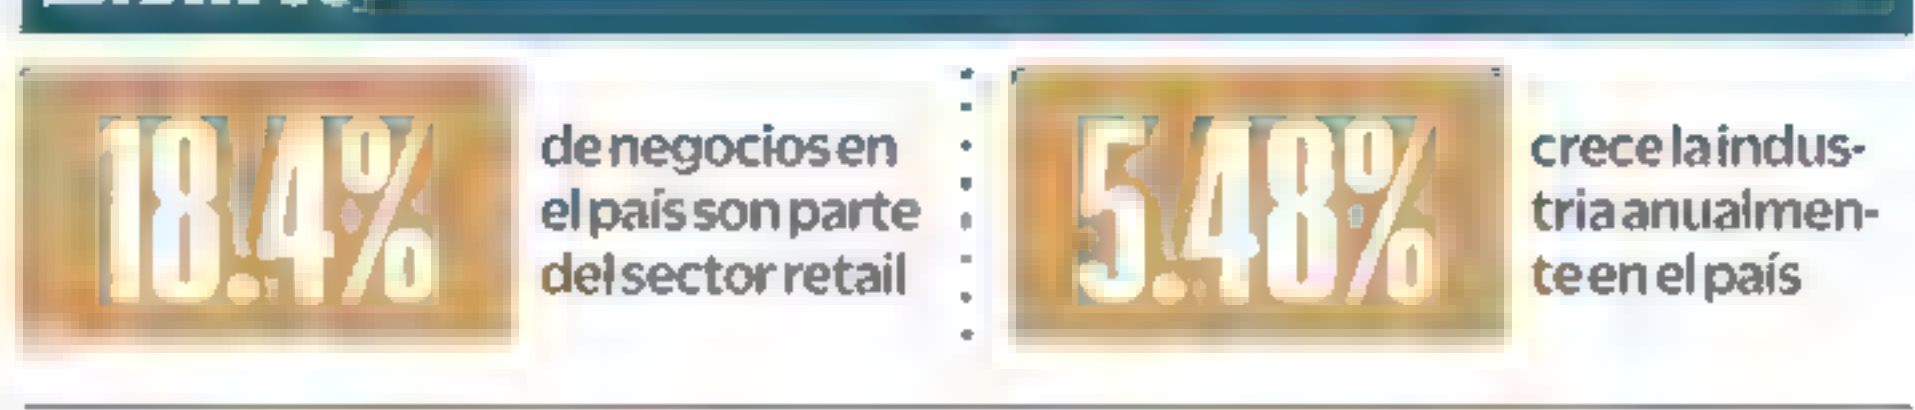 18.4%
de negocios en
el país son parte
del sector retail
5.48%
crece la indus-
tria anualmen-
te en el país